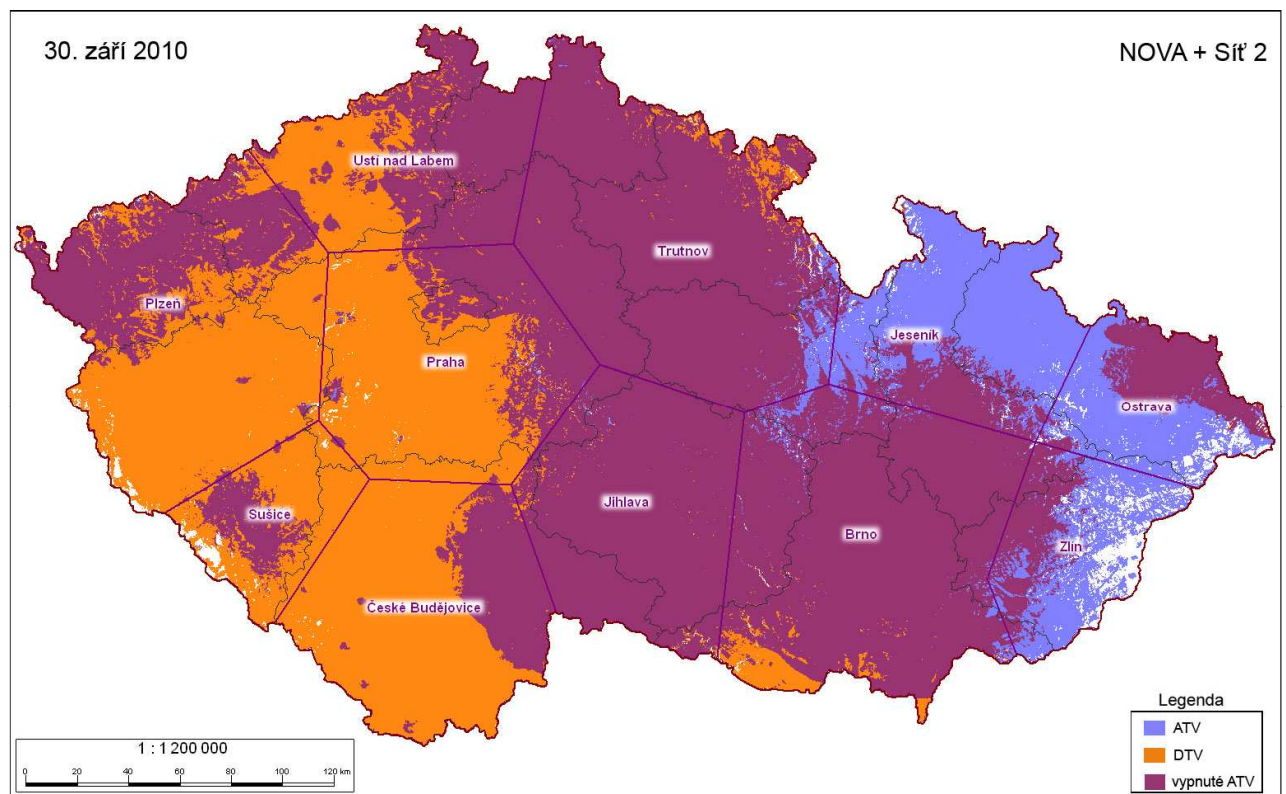 30. září 2010
NOVA + Síť 2
Ustí nad Labem
Trutnov
Plzeň
Jeseník
Praha
Ostrava
Sušice
Jihlava
Brno
Zlín
České Budějovice
1 : 1 200 000
0 20 40 60 80 100 120 km
Legenda
ATV
DTV
vypnuté ATV